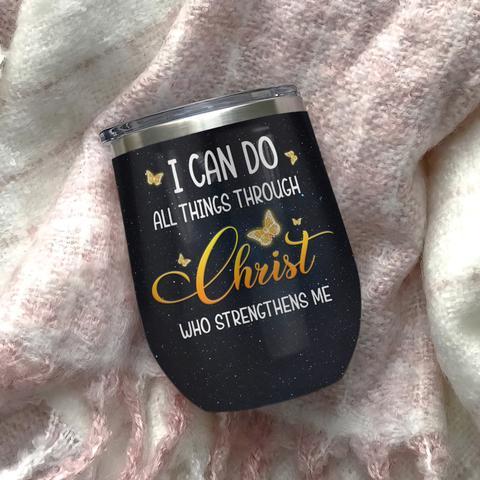 I CAN DO
ALL THINGS THROUGH
Christ
WHO STRENGTHENS ME